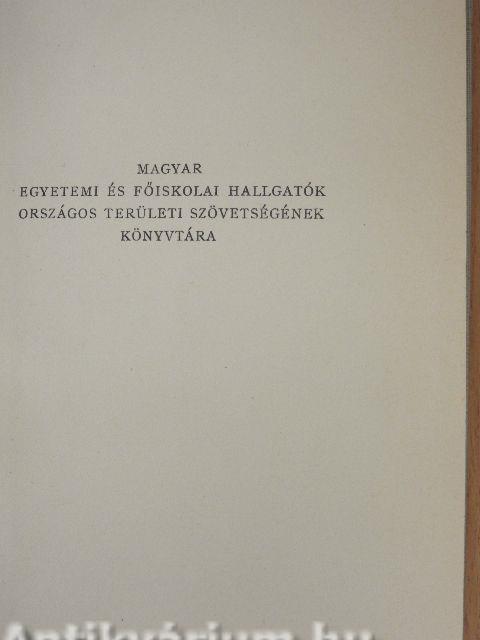 MAGYAR
EGYETEMI ÉS FŐISKOLAI HALLGATÓK
ORSZÁGOS TERÜLETI SZÖVETSÉGÉNEK
KÖNYVTÁRA
Antikvárium.hu